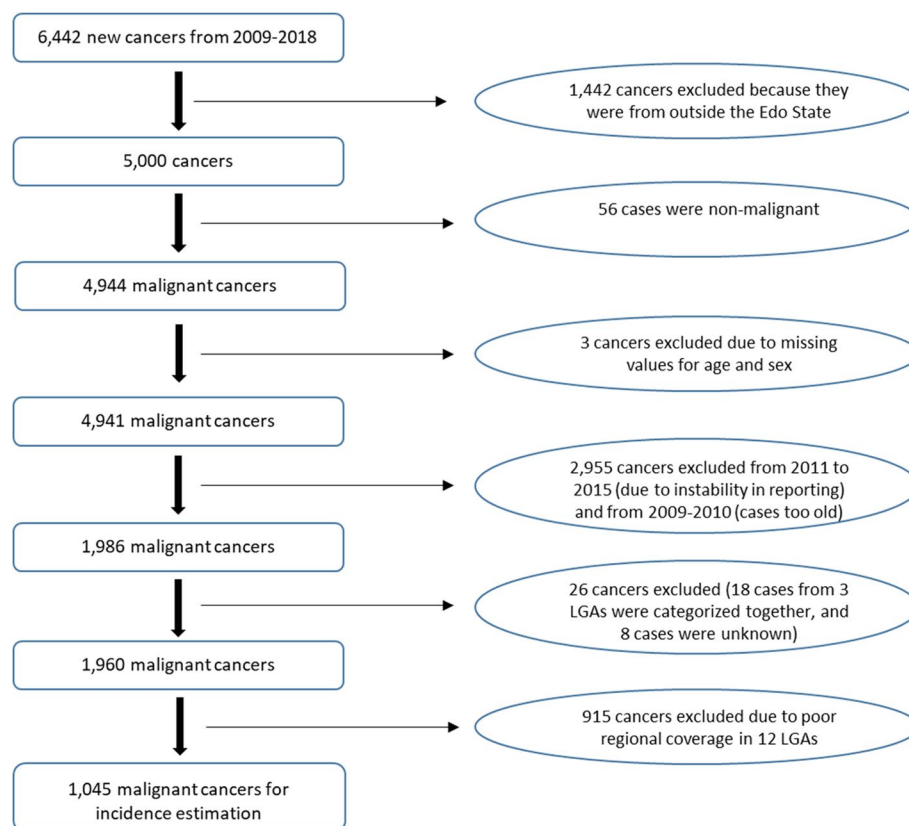 6,442 new cancers from 2009-2018
1,442 cancers excluded because they
were from outside the Edo State
5,000 cancers
56 cases were non-malignant
4,944 malignant cancers
3 cancers excluded due to missing
values for age and sex
4,941 malignant cancers
2,955 cancers excluded from 2011 to
2015 (due to instability in reporting)
and from 2009-2010 (cases too old)
1,986 malignant cancers
26 cancers excluded (18 cases from 3
LGAs were categorized together, and
8 cases were unknown)
1,960 malignant cancers
915 cancers excluded due to poor
regional coverage in 12 LGAs
1,045 malignant cancers for
incidence estimation